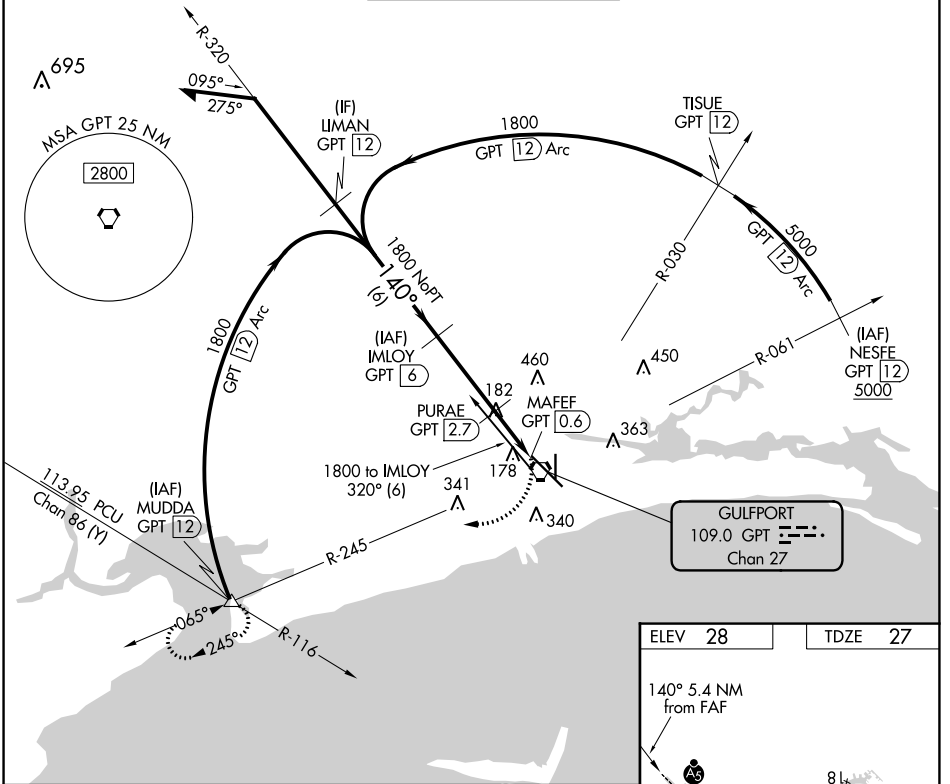 695
R-320
095°
275°
(IF)
LIMAN
GPT 12
TISUE
GPT 12
1800
GPT 12 Arc
MSA GPT 25 NM
2800
5000
GPT 12 Arc
1800 NoPT
140°
(6)
R-030
1800
GPT 12 Arc
(IAF)
IMLOY
GPT 6
(IAF)
NESFE
GPT 12
5000
R-061
460
450
182
MAFEF
GPT 0.6
PURAE
GPT 2.7
363
1800 to IMLOY
320° (6)
178
341
340
113.95 PCU
Chan 86 (Y)
(IAF)
MUDDA
GPT 12
R-245
GULFPORT
109.0 GPT
Chan 27
065°
245°
R-116
ELEV 28
TDZE 27
140° 5.4 NM
from FAF
A5
81